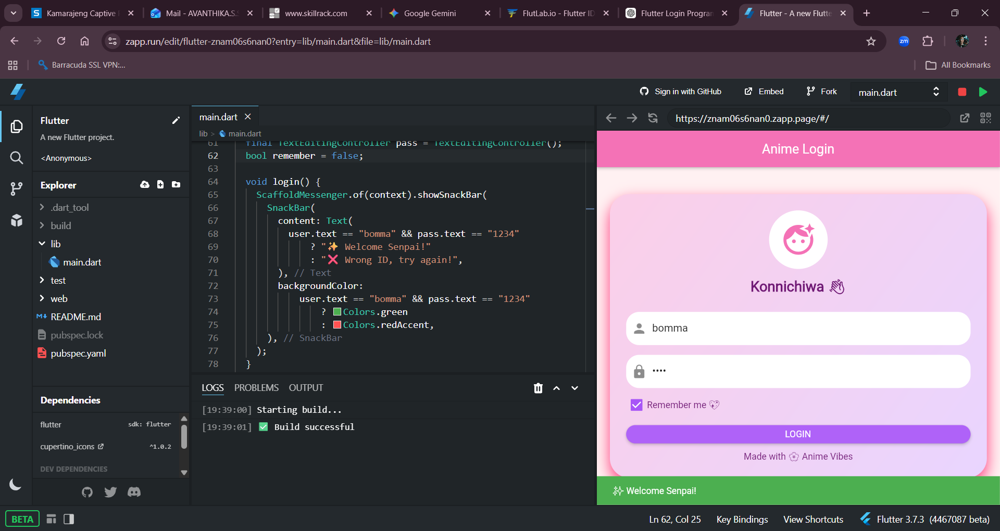 Kamarajeng Captive
Mail - AVANTHIKA.S.
www.skillrack.com
Google Gemini
FlutLab.io - Flutter ID
Flutter Login Program
Flutter - A new Flutte
zapp.run/edit/flutter-znam06s6nan0?entry=lib/main.dart&file=lib/main.dart
zm
Barracuda SSL VPN:...
All Bookmarks
Sign in with GitHub
Embed
Fork
main.dart
Flutter
A new Flutter project.
<Anonymous>
Explorer
.dart_tool
build
lib
main.dart
test
web
README.md
pubspec.lock
pubspec.yaml
Dependencies
flutter sdk: flutter
cupertino_icons ^1.0.2
DEV DEPENDENCIES
main.dart
lib > main.dart
61 final TextEditingController pass = TextEditingController();
62 bool remember = false;
63
64 void login() {
65 ScaffoldMessenger.of(context).showSnackBar(
66 SnackBar(
67 content: Text(
68 user.text == "bomma" && pass.text == "1234"
69 ? "✨ Welcome Senpai!"
70 : "❌ Wrong ID, try again!",
71 ), // Text
72 backgroundColor:
73 user.text == "bomma" && pass.text == "1234"
74 ? Colors.green
75 : Colors.redAccent,
76 ), // SnackBar
77 );
78 }
LOGS PROBLEMS OUTPUT
[19:39:00] Starting build...
[19:39:01] ✅ Build successful
https://znam06s6nan0.zapp.page/#/
Anime Login
Konnichiwa 👋
bomma
••••
Remember me 💖
LOGIN
Made with 🌸 Anime Vibes
✨ Welcome Senpai!
BETA
Ln 62, Col 25
Key Bindings
View Shortcuts
Flutter 3.7.3 (4467087 beta)